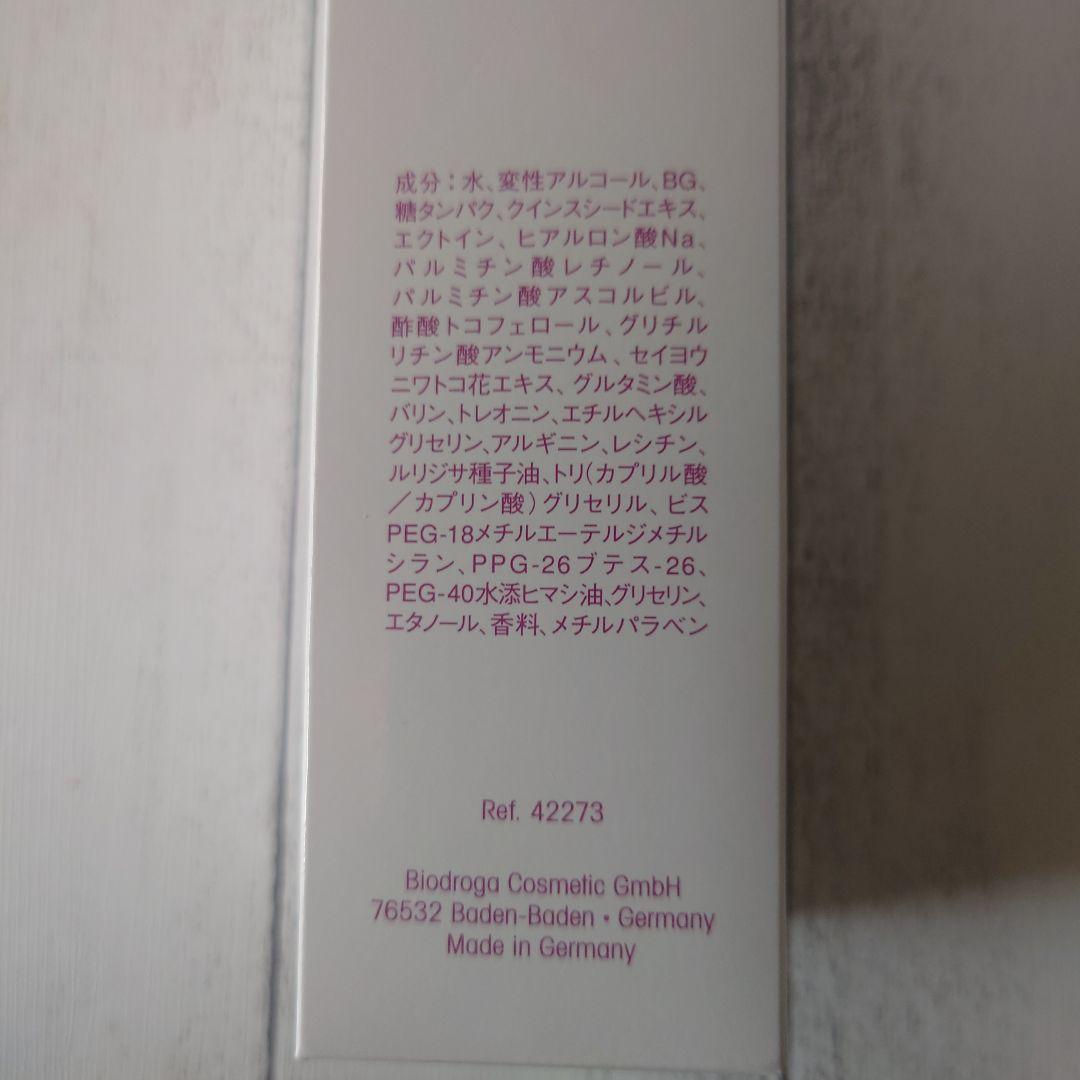 成分：水、変性アルコール、BG、
糖タンパク、クインスシードエキス、
エクトイン、ヒアルロン酸Na、
パルミチン酸レチノール、
パルミチン酸アスコルビル、
酢酸トコフェロール、グリチル
リチン酸アンモニウム、セイヨウ
ニワトコ花エキス、グルタミン酸、
バリン、トレオニン、エチルヘキシル
グリセリン、アルギニン、レシチン、
ルリジサ種子油、トリ（カプリル酸
／カプリン酸）グリセリル、ビス
PEG-18メチルエーテルジメチル
シラン、PPG-26ブテス-26、
PEG-40水添ヒマシ油、グリセリン、
エタノール、香料、メチルパラベン
Ref. 42273
Biodroga Cosmetic GmbH
76532 Baden-Baden • Germany
Made in Germany